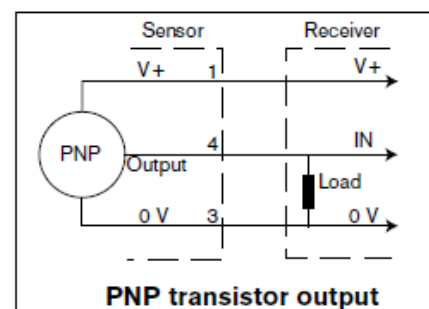 Sensor Receiver
V+ 1 V+
PNP Output 4 IN
Load
0 V 3 0 V
PNP transistor output